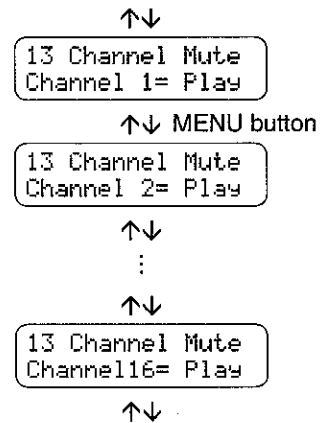 ↑↓
13 Channel Mute
Channel 1= Play
↑↓ MENU button
13 Channel Mute
Channel 2= Play
↑↓
⋮
↑↓
13 Channel Mute
Channel16= Play
↑↓